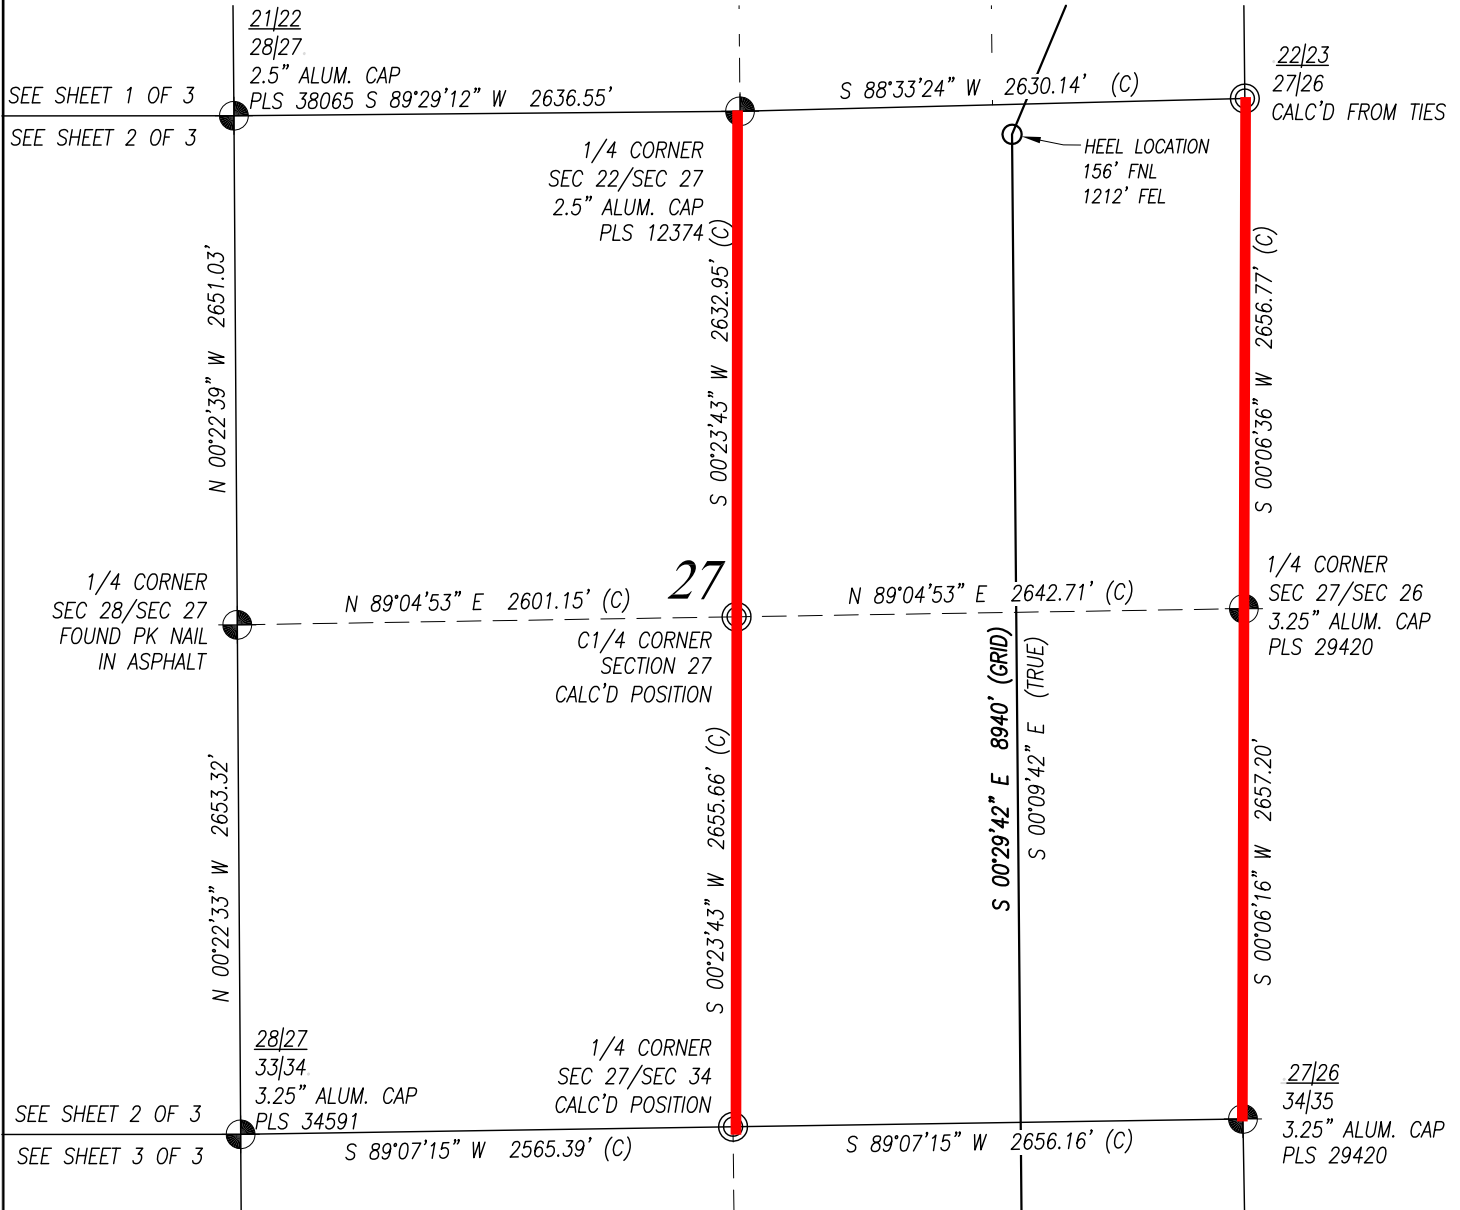 21|22
28|27
2.5" ALUM. CAP
PLS 38065
S 89°29'12" W 2636.55'
S 88°33'24" W 2630.14' (C)
22|23
27|26
CALC'D FROM TIES
SEE SHEET 1 OF 3
SEE SHEET 2 OF 3
1/4 CORNER
SEC 22/SEC 27
2.5" ALUM. CAP
PLS 12374
HEEL LOCATION
156' FNL
1212' FEL
N 00°22'39" W 2651.03'
S 00°23'43" W 2632.95' (C)
S 00°06'36" W 2656.77' (C)
27
1/4 CORNER
SEC 28/SEC 27
FOUND PK NAIL
IN ASPHALT
N 89°04'53" E 2601.15' (C)
N 89°04'53" E 2642.71' (C)
1/4 CORNER
SEC 27/SEC 26
3.25" ALUM. CAP
PLS 29420
C1/4 CORNER
SECTION 27
CALC'D POSITION
N 00°22'33" W 2653.32'
S 00°23'43" W 2655.66' (C)
S 00°29'42" E 8940' (GRID)
S 00°09'42" E (TRUE)
S 00°06'16" W 2657.20'
28|27
33|34
3.25" ALUM. CAP
PLS 34591
1/4 CORNER
SEC 27/SEC 34
CALC'D POSITION
27|26
34|35
3.25" ALUM. CAP
PLS 29420
SEE SHEET 2 OF 3
SEE SHEET 3 OF 3
S 89°07'15" W 2565.39' (C)
S 89°07'15" W 2656.16' (C)